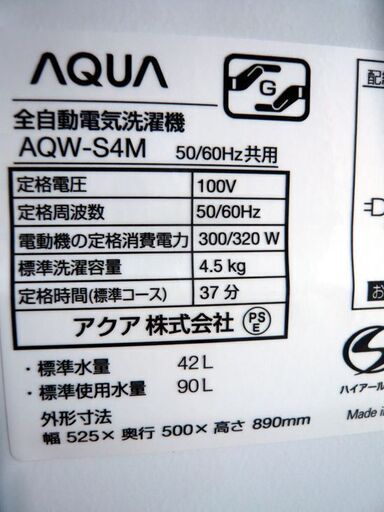 AQUA
G
配線
全自動電気洗濯機
AQW-S4M 50/60Hz共用
定格電圧 100V
定格周波数 50/60Hz
電動機の定格消費電力 300/320 W
標準洗濯容量 4.5 kg
定格時間(標準コース) 37 分
アクア 株式会社 PSE
お
・標準水量 42 L
・標準使用水量 90 L
ハイアール
外形寸法
Made in
幅 525× 奥行 500× 高さ 890mm